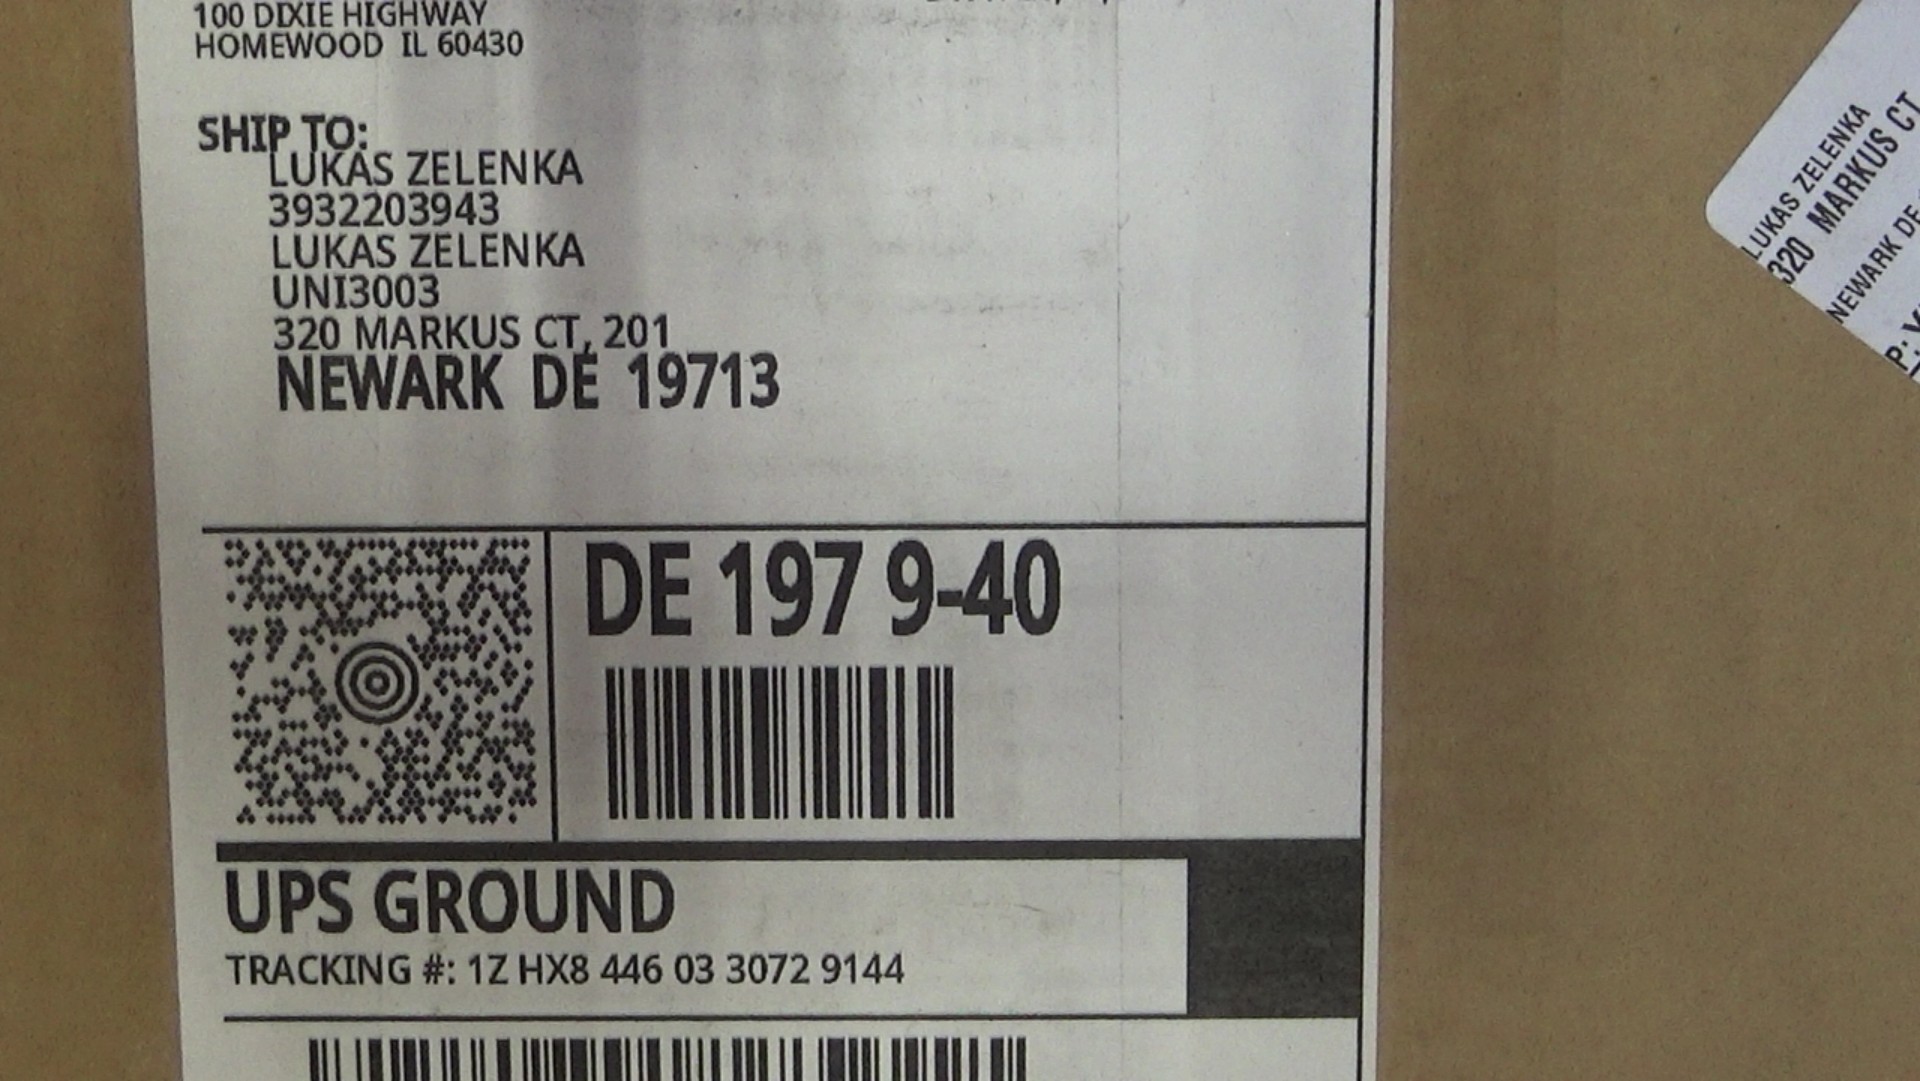 100 DIXIE HIGHWAY
HOMEWOOD IL 60430
SHIP TO:
LUKAS ZELENKA
3932203943
LUKAS ZELENKA
UNI3003
320 MARKUS CT, 201
NEWARK DE 19713
DE 197 9-40
UPS GROUND
TRACKING #: 1Z HX8 446 03 3072 9144
LUKAS ZELENKA
320 MARKUS CT
NEWARK DE
P: